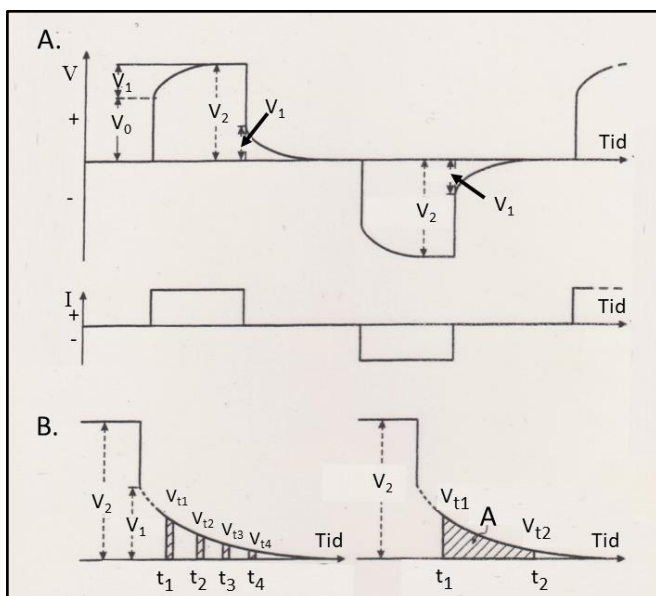 A.
V
V₁
+
V₀
V₂
V₁
Tid
-
V₂
V₁
I
+
-
Tid
B.
V₂
V₁
Vt1
Vt2
Vt3
Vt4
Tid
t₁ t₂ t₃ t₄
V₂
Vt1
A
Vt2
Tid
t₁ t₂